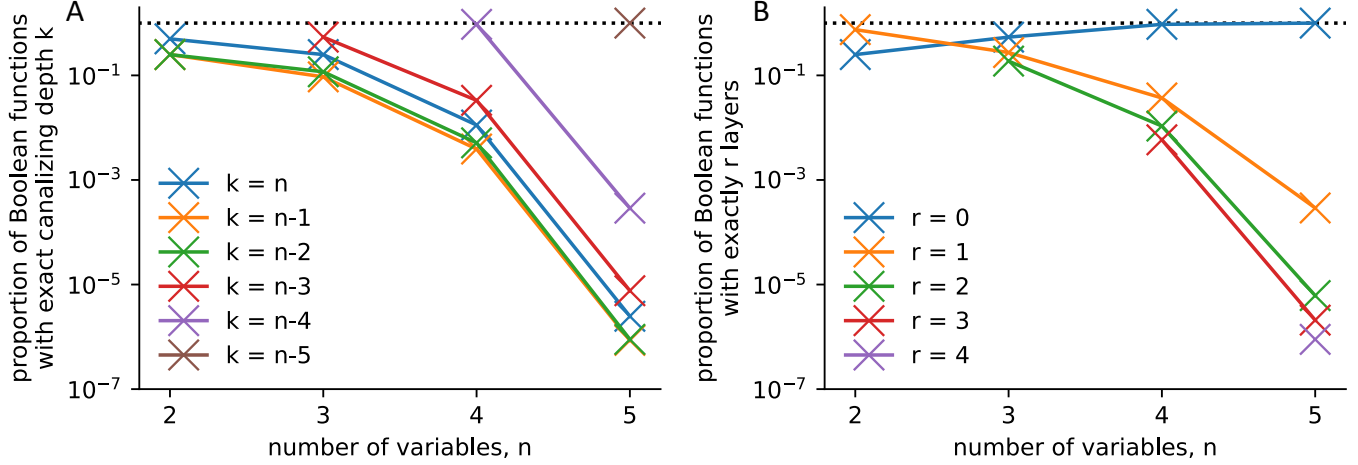 A
proportion of Boolean functions
with exact canalizing depth k
10⁻¹
10⁻³
10⁻⁵
10⁻⁷
k = n
k = n-1
k = n-2
k = n-3
k = n-4
k = n-5
2
3
4
5
number of variables, n
B
proportion of Boolean functions
with exactly r layers
10⁻¹
10⁻³
10⁻⁵
10⁻⁷
r = 0
r = 1
r = 2
r = 3
r = 4
2
3
4
5
number of variables, n